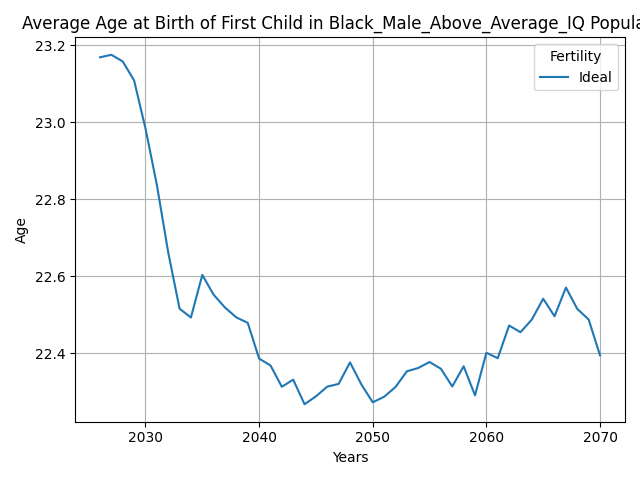 Average Age at Birth of First Child in Black_Male_Above_Average_IQ Popula
Fertility
Ideal
23.2
23.0
22.8
22.6
22.4
Age
2030 2040 2050 2060 2070
Years